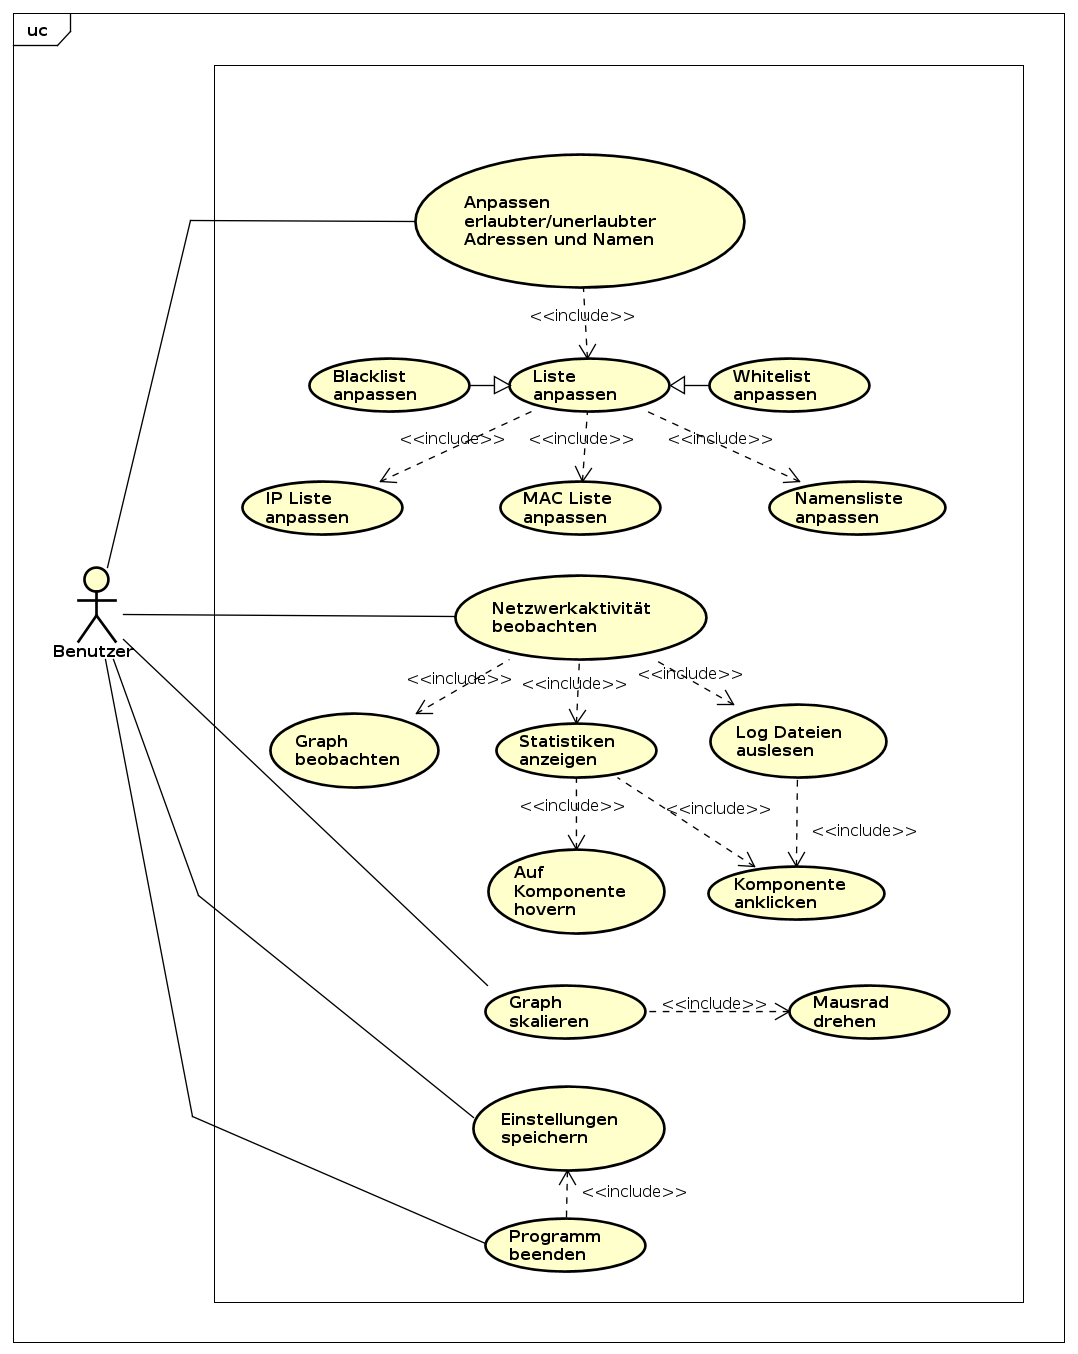 uc
Anpassen
erlaubter/unerlaubter
Adressen und Namen
<<include>>
Blacklist
anpassen
Liste
anpassen
Whitelist
anpassen
<<include>>
<<include>>
<<include>>
IP Liste
anpassen
MAC Liste
anpassen
Namensliste
anpassen
Benutzer
Netzwerkaktivität
beobachten
<<include>>
<<include>>
<<include>>
Graph
beobachten
Statistiken
anzeigen
Log Dateien
auslesen
<<include>>
<<include>>
<<include>>
Auf
Komponente
hovern
Komponente
anklicken
Graph
skalieren
<<include>>
Mausrad
drehen
Einstellungen
speichern
<<include>>
Programm
beenden